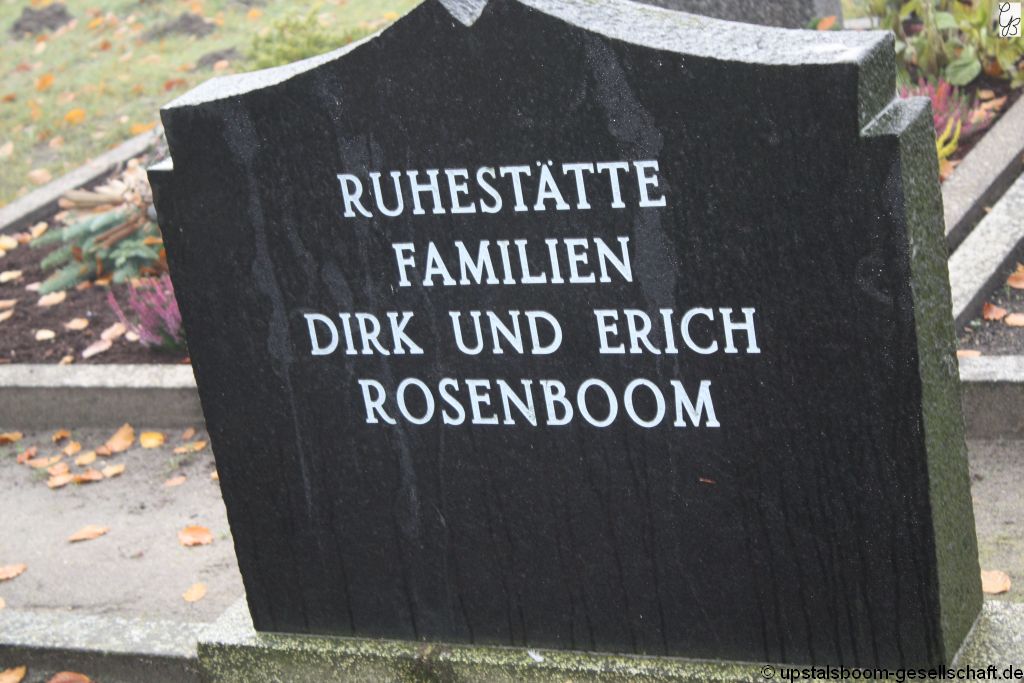 RUHESTÄTTE
FAMILIEN
DIRK UND ERICH
ROSENBOOM
© upstalsboom-gesellschaft.de